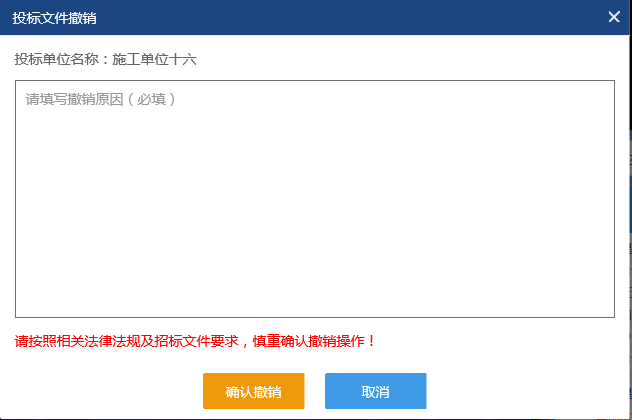 投标文件撤销
投标单位名称：施工单位十六
请填写撤销原因（必填）
请按照相关法律法规及招标文件要求，慎重确认撤销操作！
确认撤销
取消